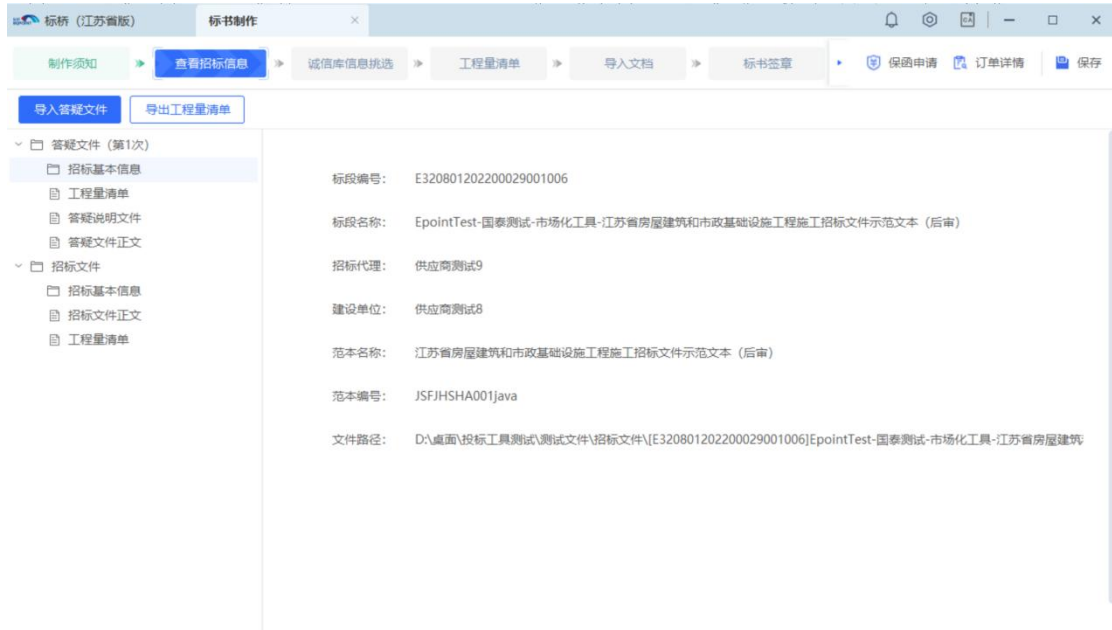 标桥（江苏省版）
标书制作
制作须知
查看招标信息
诚信库信息挑选
工程量清单
导入文档
标书签章
保函申请
订单详情
保存
导入答疑文件
导出工程量清单
答疑文件（第1次）
招标基本信息
工程量清单
答疑说明文件
答疑文件正文
招标文件
招标基本信息
招标文件正文
工程量清单
标段编号： E320801202200029001006
标段名称： EpointTest-国泰测试-市场化工具-江苏省房屋建筑和市政基础设施工程施工招标文件示范文本（后审）
招标代理： 供应商测试9
建设单位： 供应商测试8
范本名称： 江苏省房屋建筑和市政基础设施工程施工招标文件示范文本（后审）
范本编号： JSFJHSHA001java
文件路径： D:\桌面\投标工具测试\测试文件\招标文件\[E320801202200029001006]EpointTest-国泰测试-市场化工具-江苏省房屋建筑